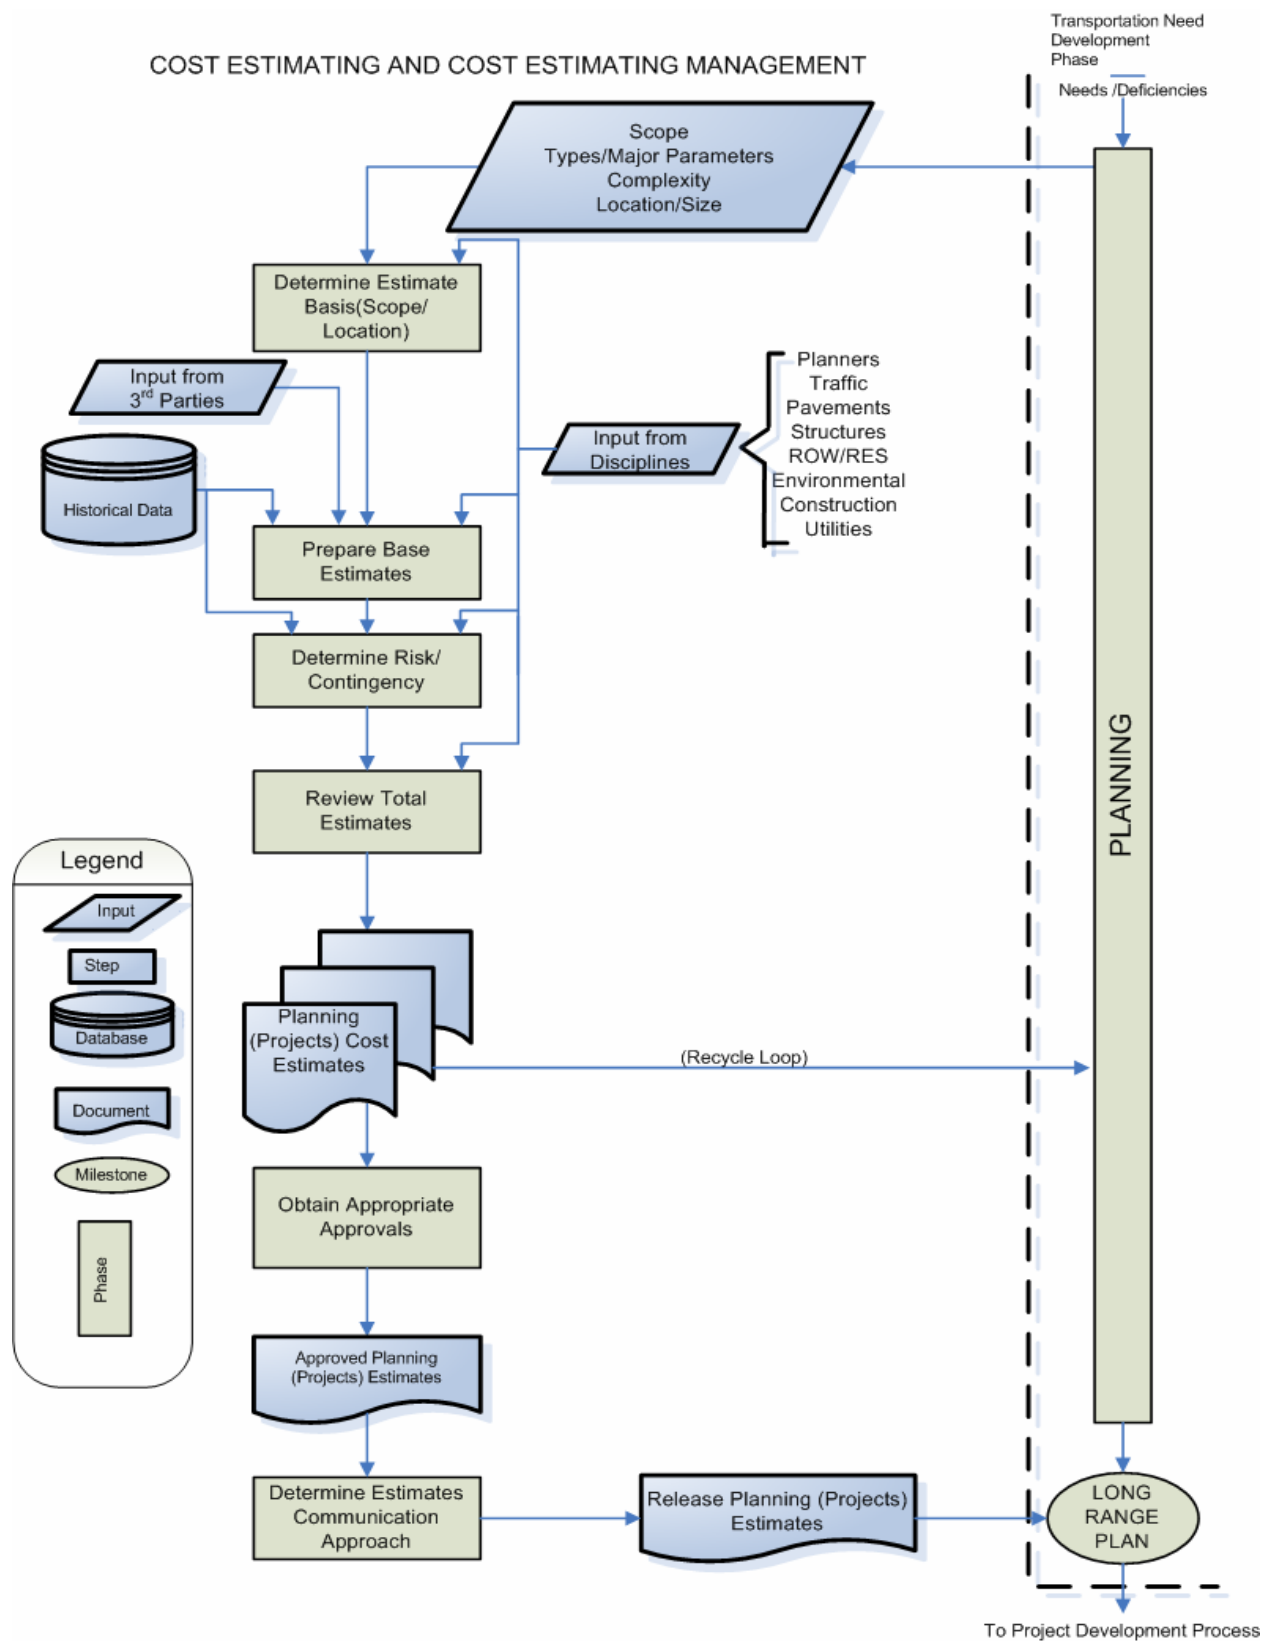 Transportation Need
Development
Phase
COST ESTIMATING AND COST ESTIMATING MANAGEMENT
Needs /Deficiencies
Scope
Types/Major Parameters
Complexity
Location/Size
Determine Estimate
Basis(Scope/
Location)
Input from
3rd Parties
Planners
Traffic
Pavements
Structures
ROW/RES
Environmental
Construction
Utilities
Input from
Disciplines
Historical Data
Prepare Base
Estimates
Determine Risk/
Contingency
PLANNING
Review Total
Estimates
Legend
Input
Step
Database
Document
Milestone
Phase
Planning
(Projects) Cost
Estimates
(Recycle Loop)
Obtain Appropriate
Approvals
Approved Planning
(Projects) Estimates
Determine Estimates
Communication
Approach
Release Planning (Projects)
Estimates
LONG
RANGE
PLAN
To Project Development Process